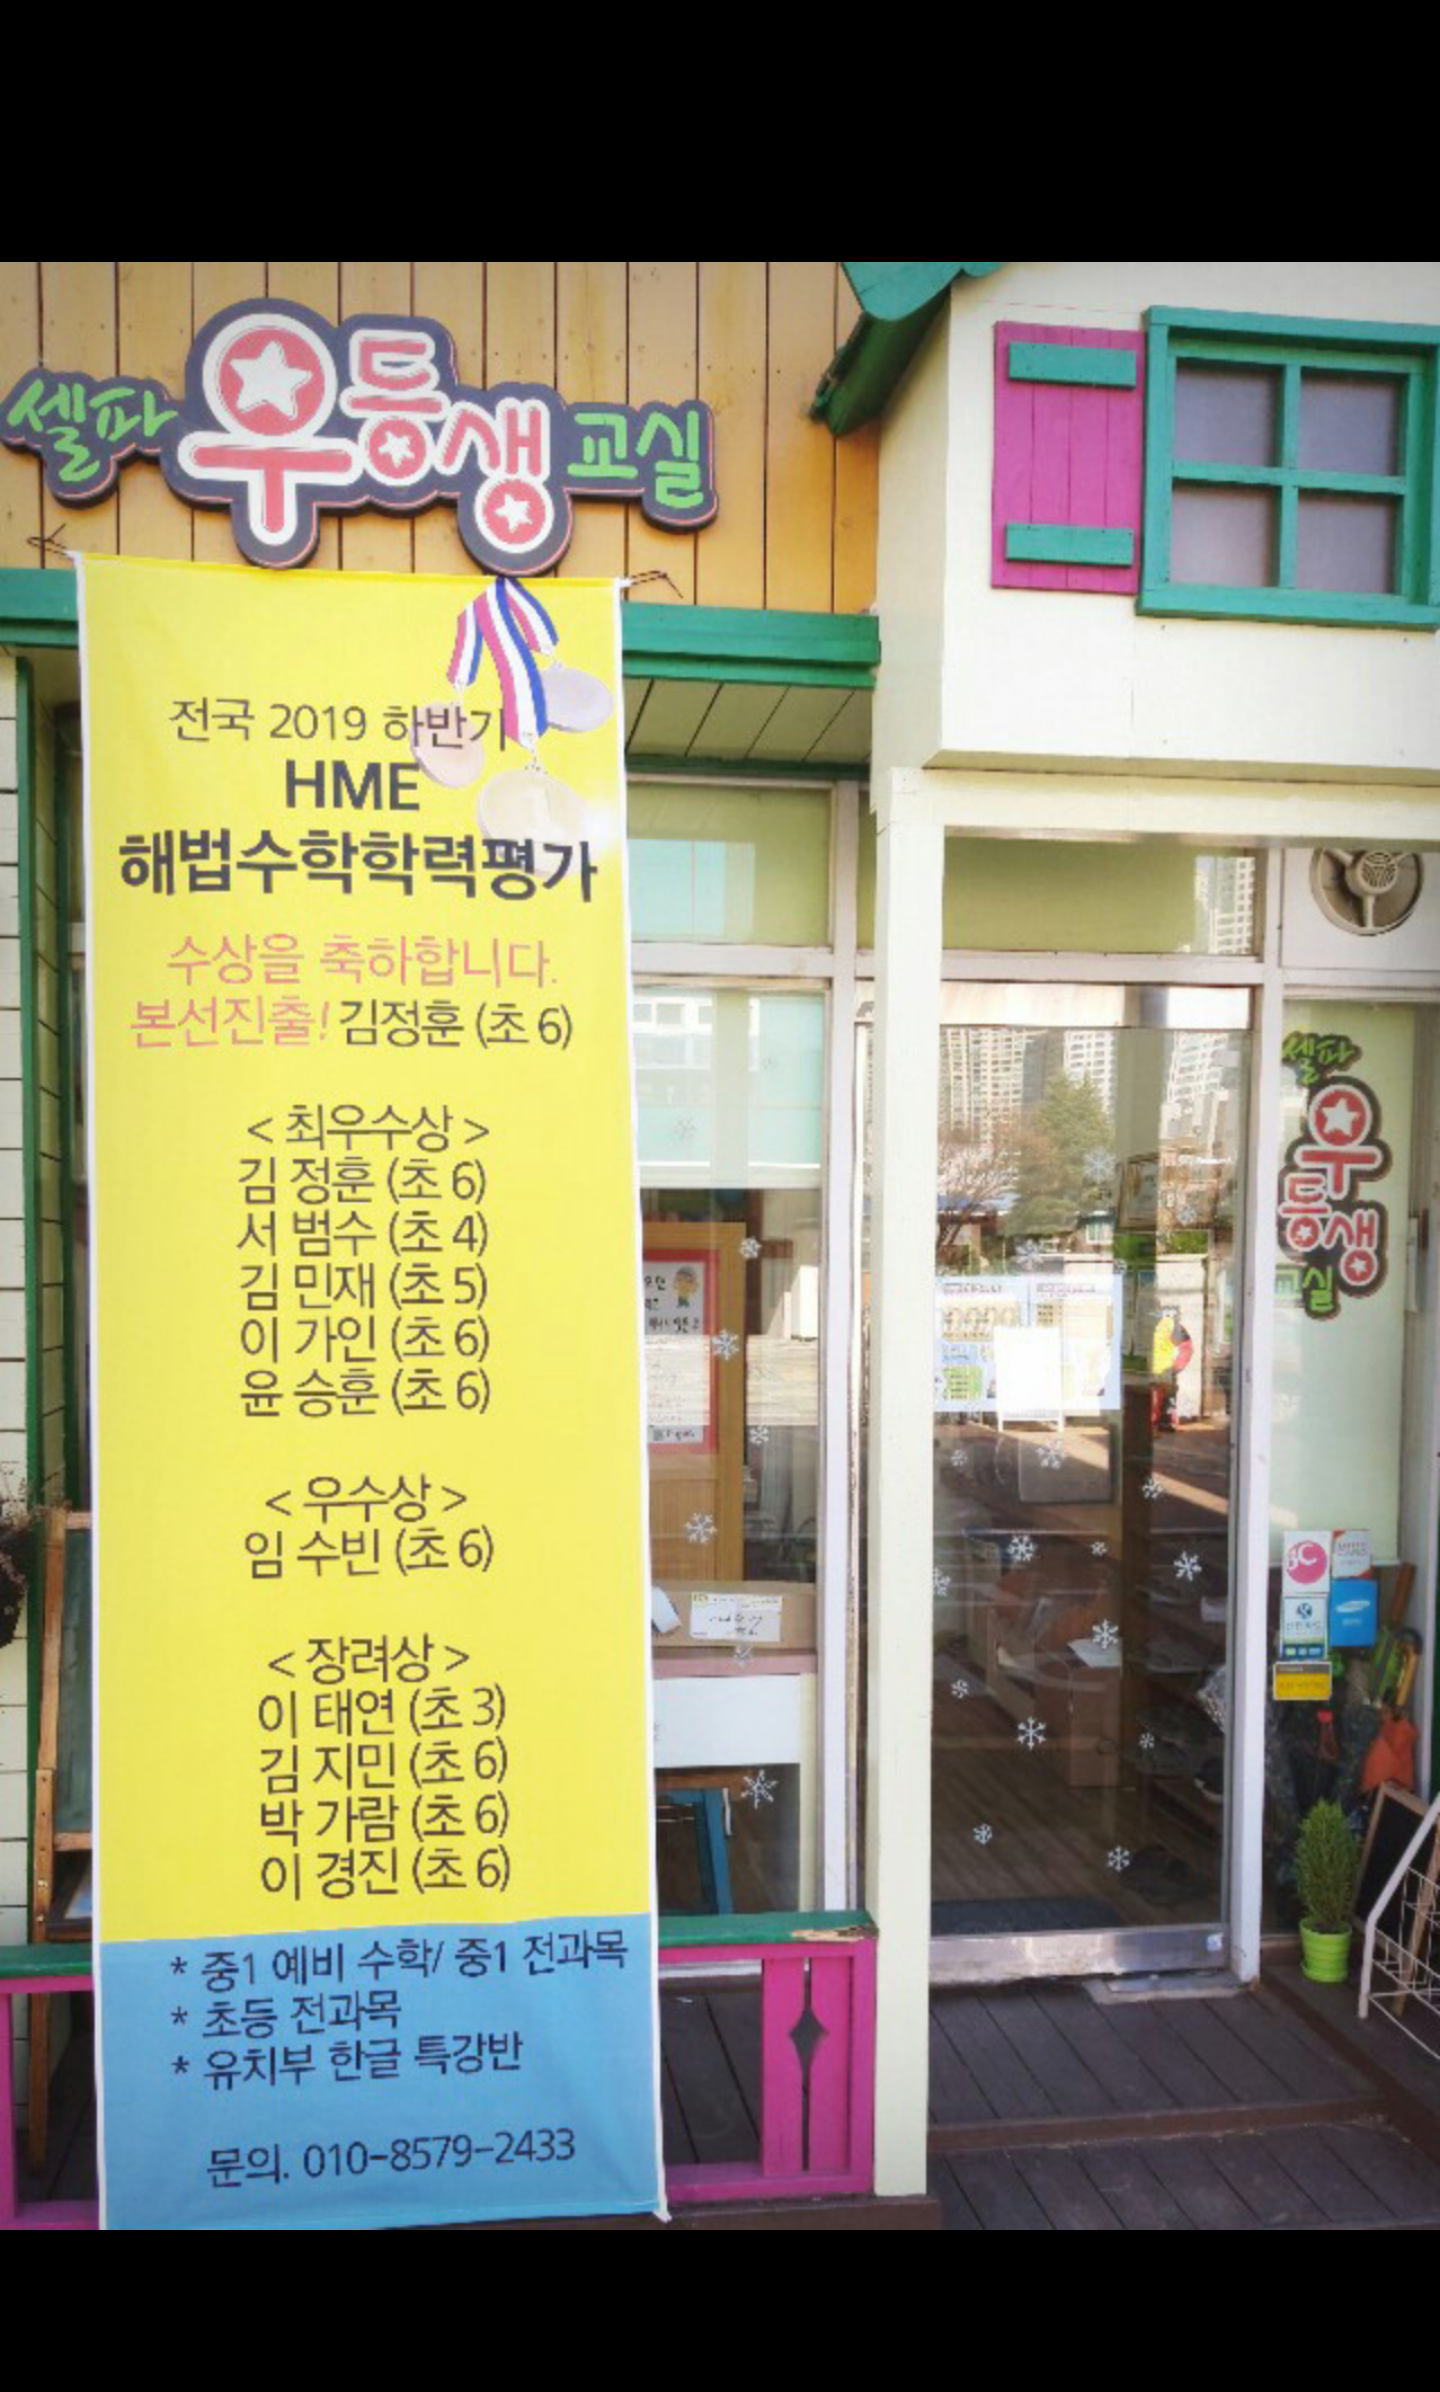 셀파 우등생 교실
전국 2019 하반기
HME
해법수학학력평가
수상을 축하합니다.
본선진출! 김정훈 (초 6)
< 최우수상 >
김 정훈 (초 6)
서 범수 (초 4)
김 민재 (초 5)
이 가인 (초 6)
윤 승훈 (초 6)
< 우수상 >
임 수빈 (초 6)
< 장려상 >
이 태연 (초 3)
김 지민 (초 6)
박 가람 (초 6)
이 경진 (초 6)
* 중1 예비 수학/ 중1 전과목
* 초등 전과목
* 유치부 한글 특강반
문의. 010-8579-2433
셀파
우
등
생
교실
BC